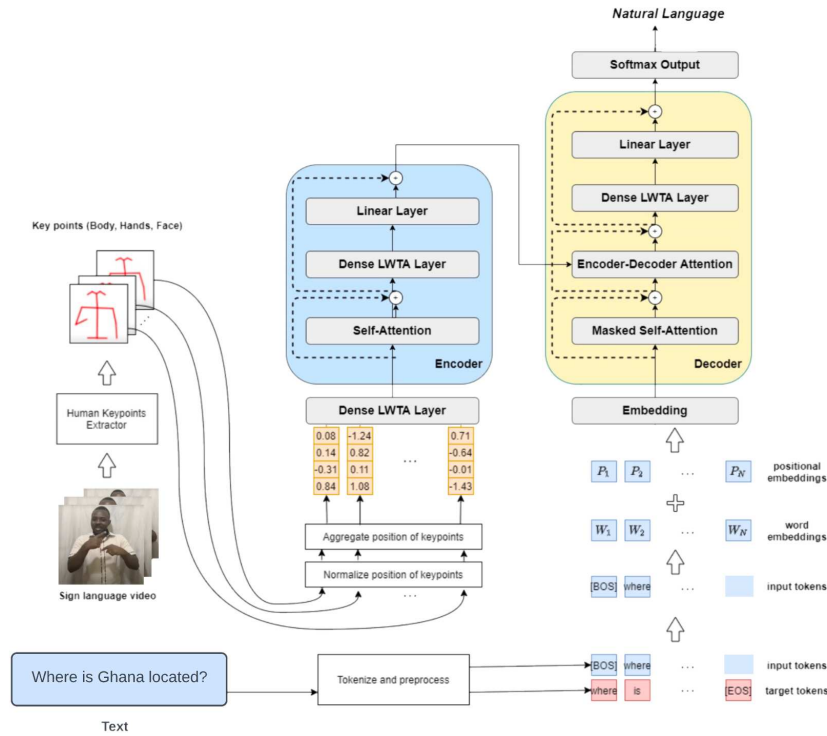 Natural Language
Softmax Output
Linear Layer
Dense LWTA Layer
Encoder-Decoder Attention
Masked Self-Attention
Decoder
Linear Layer
Dense LWTA Layer
Self-Attention
Encoder
Key points (Body, Hands, Face)
Human Keypoints
Extractor
Sign language video
Dense LWTA Layer
0.08 -1.24 0.71
0.14 0.82 -0.64
-0.31 0.11 ... -0.01
0.84 1.08 -1.43
Aggregate position of keypoints
Normalize position of keypoints
...
Embedding
P1 P2 ... PN positional
embeddings
W1 W2 ... WN word
embeddings
[BOS] where ... input tokens
Where is Ghana located?
Text
Tokenize and preprocess
[BOS] where ... input tokens
where is ... [EOS] target tokens